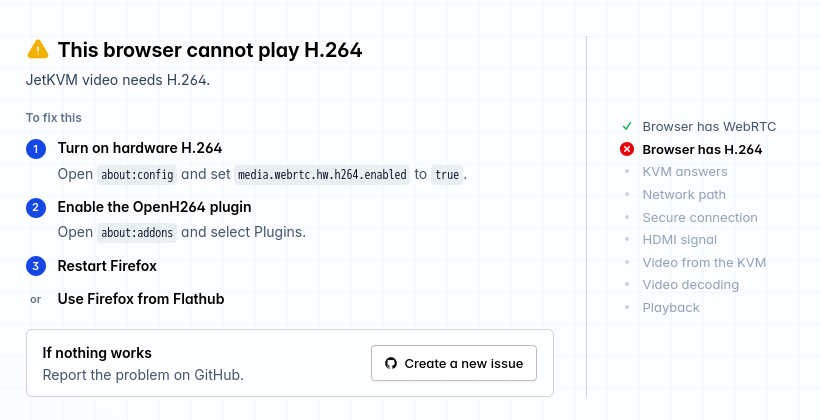 This browser cannot play H.264
JetKVM video needs H.264.
To fix this
1 Turn on hardware H.264
Open about:config and set media.webrtc.hw.h264.enabled to true.
2 Enable the OpenH264 plugin
Open about:addons and select Plugins.
3 Restart Firefox
or Use Firefox from Flathub
If nothing works
Report the problem on GitHub.
Create a new issue
Browser has WebRTC
Browser has H.264
KVM answers
Network path
Secure connection
HDMI signal
Video from the KVM
Video decoding
Playback